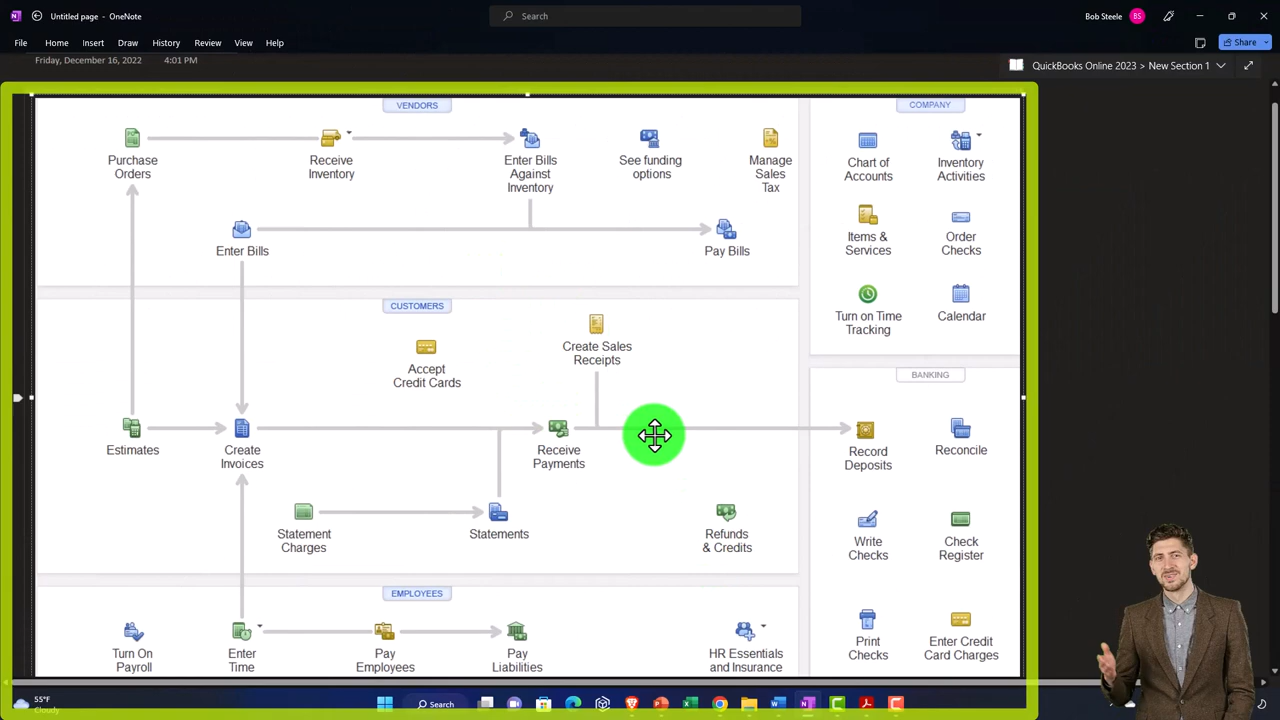 Untitled page - OneNote
Search
Bob Steele
BS
File
Home
Insert
Draw
History
Review
View
Help
Share
Friday, December 16, 2022
4:01 PM
QuickBooks Online 2023 > New Section 1
VENDORS
Purchase
Orders
Receive
Inventory
Enter Bills
Against
Inventory
See funding
options
Manage
Sales
Tax
Enter Bills
Pay Bills
COMPANY
Chart of
Accounts
Inventory
Activities
Items &
Services
Order
Checks
Turn on Time
Tracking
Calendar
CUSTOMERS
Create Sales
Receipts
Accept
Credit Cards
Estimates
Create
Invoices
Receive
Payments
Statement
Charges
Statements
Refunds
& Credits
BANKING
Record
Deposits
Reconcile
Write
Checks
Check
Register
Print
Checks
Enter Credit
Card Charges
EMPLOYEES
Turn On
Payroll
Enter
Time
Pay
Employees
Pay
Liabilities
HR Essentials
and Insurance
55°F
Cloudy
Search